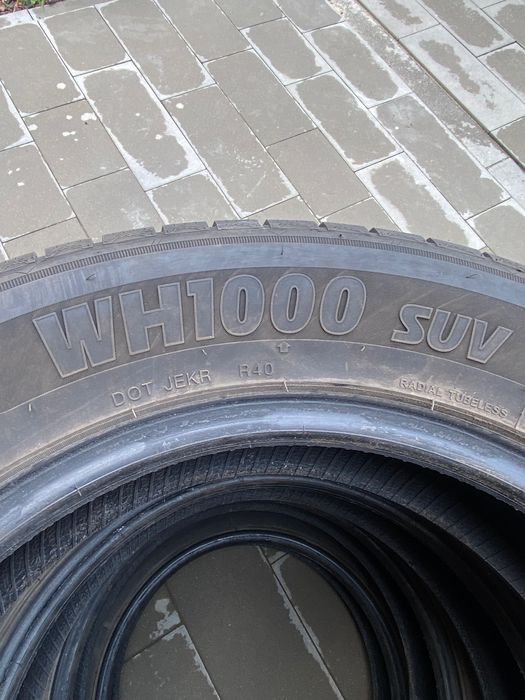 WH1000 SUV
DOT JEKR R40
RADIAL TUBELESS